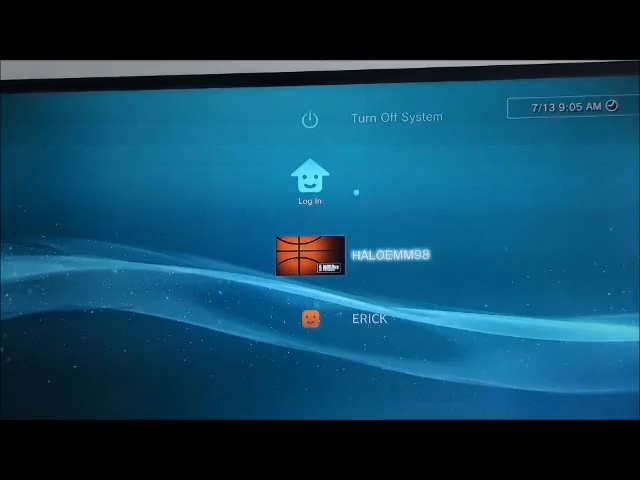 Turn Off System
7/13 9:05 AM
Log In
HALOEMM98
ERICK